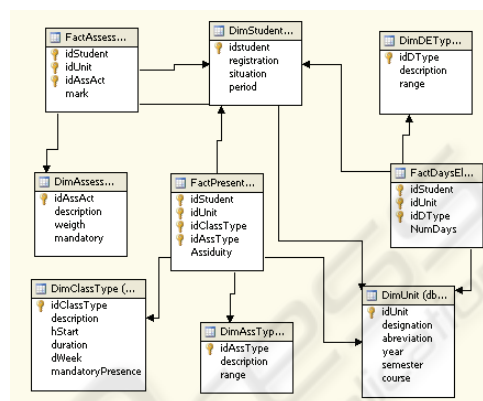 FactAssess...
idStudent
idUnit
idAssAct
mark
DimStudent...
idstudent
registration
situation
period
DimDETyp...
idDType
description
range
DimAssess...
idAssAct
description
weigth
mandatory
FactPresent...
idStudent
idUnit
idClassType
idAssType
Assiduity
FactDaysEl...
idStudent
idUnit
idDType
NumDays
DimClassType (...
idClassType
description
hStart
duration
dWeek
mandatoryPresence
DimAssTyp...
idAssType
description
range
DimUnit (db...
idUnit
designation
abreviation
year
semester
course